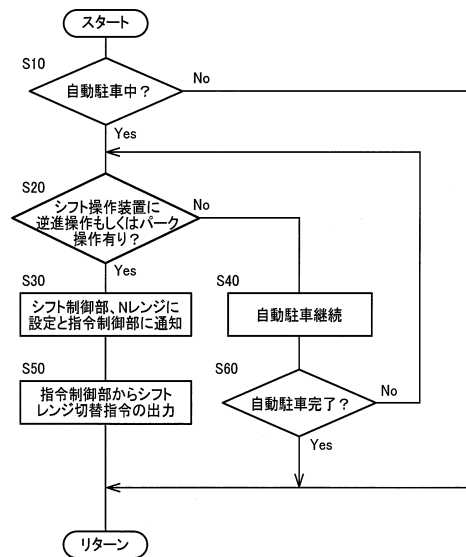 スタート
S10
自動駐車中？
No
Yes
S20
シフト操作装置に
逆進操作もしくはパーク
操作有り？
No
Yes
S30
シフト制御部、Nレンジに
設定と指令制御部に通知
S40
自動駐車継続
S50
指令制御部からシフト
レンジ切替指令の出力
S60
自動駐車完了？
No
Yes
リターン